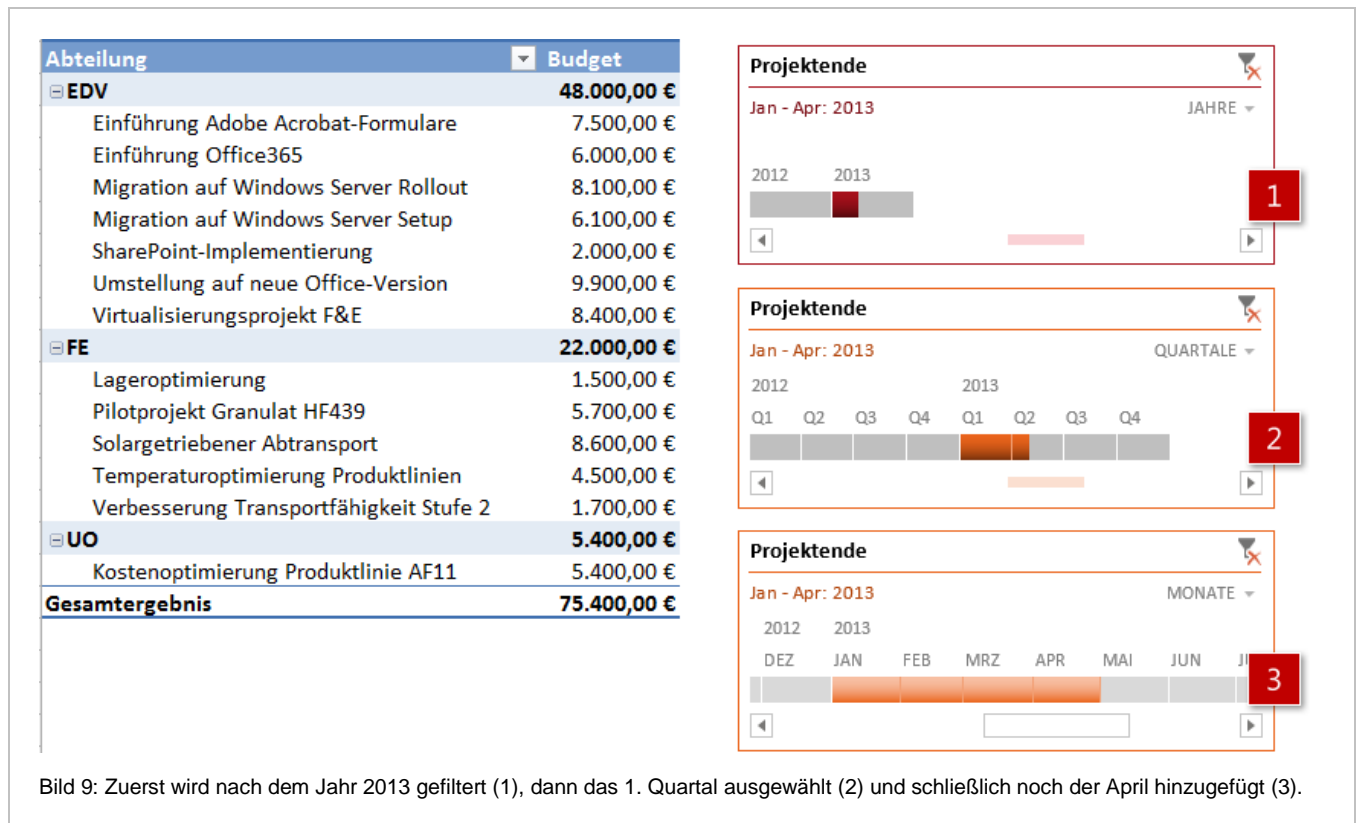 Abteilung Budget
EDV 48.000,00 €
Einführung Adobe Acrobat-Formulare 7.500,00 €
Einführung Office365 6.000,00 €
Migration auf Windows Server Rollout 8.100,00 €
Migration auf Windows Server Setup 6.100,00 €
SharePoint-Implementierung 2.000,00 €
Umstellung auf neue Office-Version 9.900,00 €
Virtualisierungsprojekt F&E 8.400,00 €
FE 22.000,00 €
Lageroptimierung 1.500,00 €
Pilotprojekt Granulat HF439 5.700,00 €
Solargetriebener Abtransport 8.600,00 €
Temperaturoptimierung Produktlinien 4.500,00 €
Verbesserung Transportfähigkeit Stufe 2 1.700,00 €
UO 5.400,00 €
Kostenoptimierung Produktlinie AF11 5.400,00 €
Gesamtergebnis 75.400,00 €
Projektende
Jan - Apr: 2013 JAHRE
2012 2013
1
Projektende
Jan - Apr: 2013 QUARTALE
2012 2013
Q1 Q2 Q3 Q4 Q1 Q2 Q3 Q4
2
Projektende
Jan - Apr: 2013 MONATE
2012 2013
DEZ JAN FEB MRZ APR MAI JUN
3
Bild 9: Zuerst wird nach dem Jahr 2013 gefiltert (1), dann das 1. Quartal ausgewählt (2) und schließlich noch der April hinzugefügt (3).